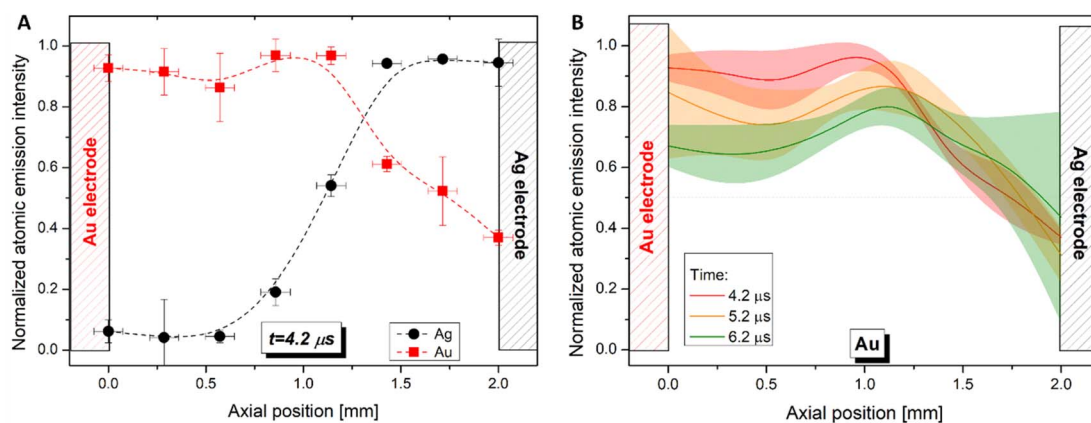 A
Normalized atomic emission intensity
1.0
0.8
0.6
0.4
0.2
0.0
Au electrode
Ag electrode
t=4.2 μs
Ag
Au
0.0 0.5 1.0 1.5 2.0
Axial position [mm]
B
Normalized atomic emission intensity
1.0
0.8
0.6
0.4
0.2
0.0
Au electrode
Ag electrode
Time:
4.2 μs
5.2 μs
6.2 μs
Au
0.0 0.5 1.0 1.5 2.0
Axial position [mm]